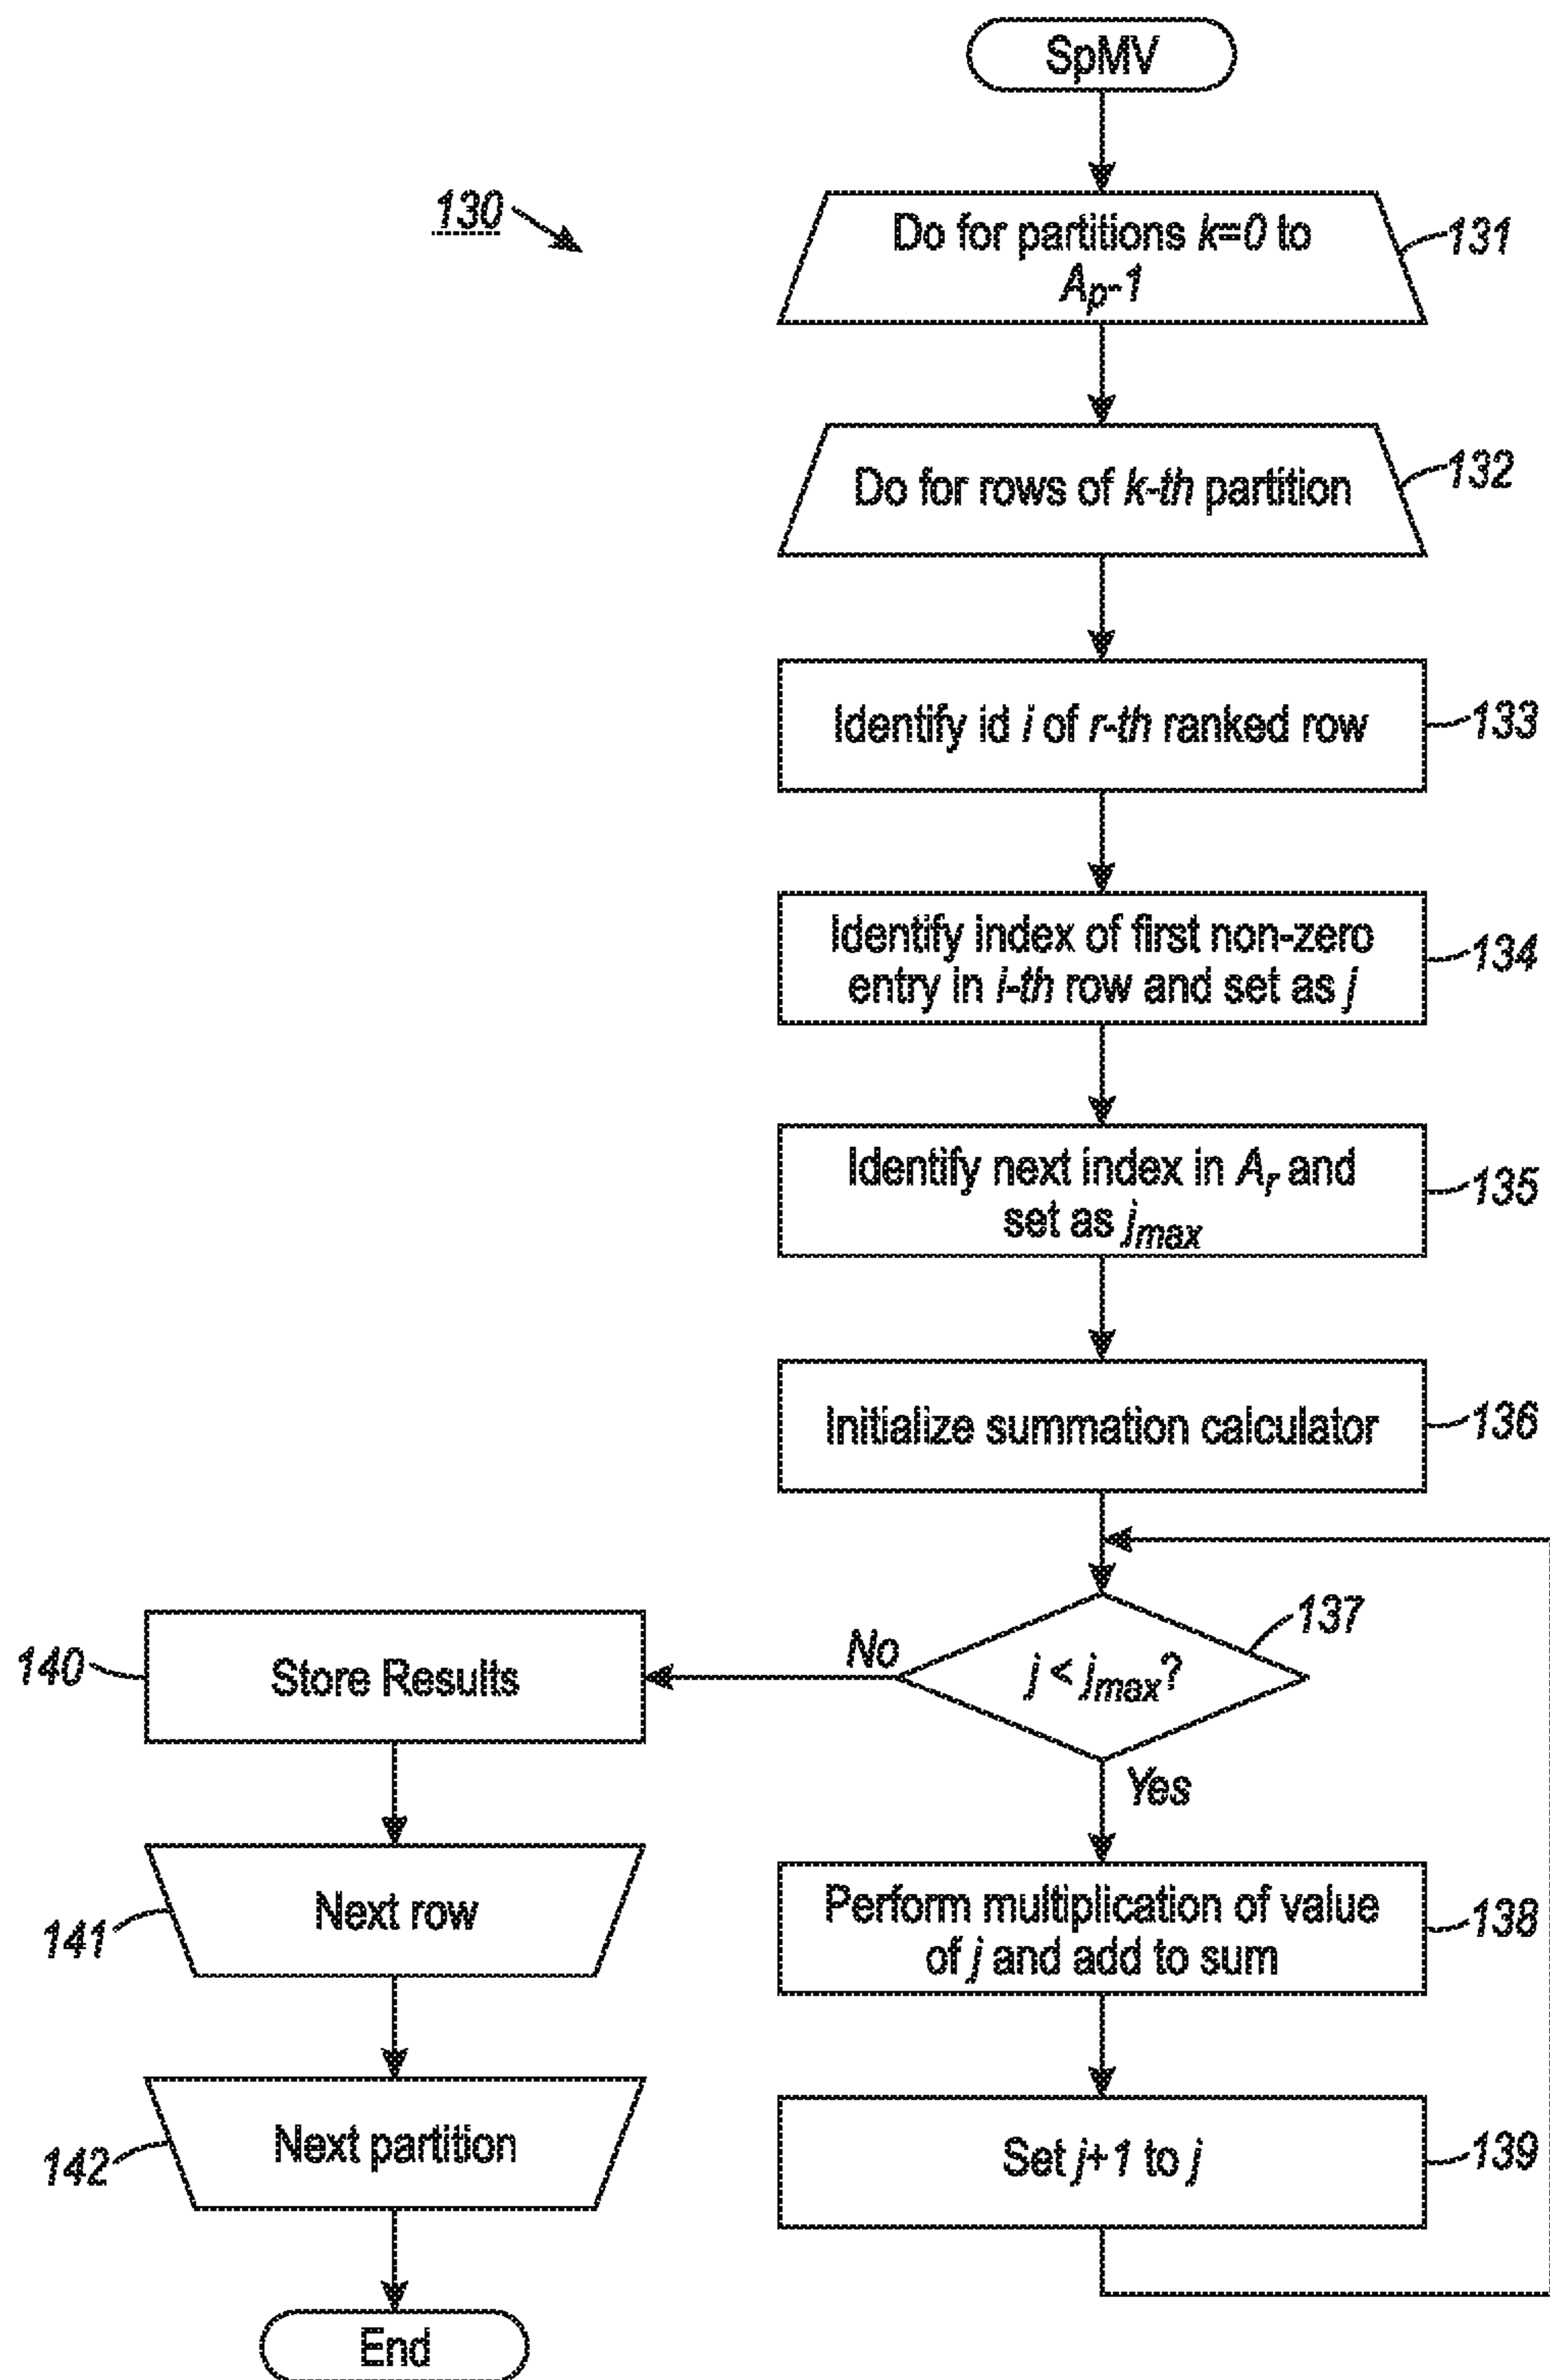 SpMV
130
Do for partitions k=0 to
Ap-1
131
Do for rows of k-th partition
132
Identify id i of r-th ranked row
133
Identify index of first non-zero
entry in i-th row and set as j
134
Identify next index in Ar and
set as jmax
135
Initialize summation calculator
136
j < jmax?
137
No
Yes
Store Results
140
Perform multiplication of value
of j and add to sum
138
Next row
141
Set j+1 to j
139
Next partition
142
End